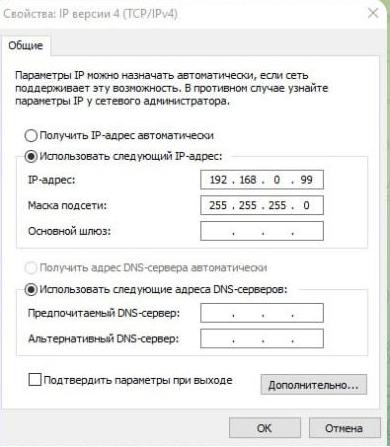 Свойства: IP версии 4 (TCP/IPv4)
Общие
Параметры IP можно назначать автоматически, если сеть
поддерживает эту возможность. В противном случае узнайте
параметры IP у сетевого администратора.
Получить IP-адрес автоматически
Использовать следующий IP-адрес:
IP-адрес: 192 . 168 . 0 . 99
Маска подсети: 255 . 255 . 255 . 0
Основной шлюз: . . .
Получить адрес DNS-сервера автоматически
Использовать следующие адреса DNS-серверов:
Предпочитаемый DNS-сервер: . . .
Альтернативный DNS-сервер: . . .
Подтвердить параметры при выходе
Дополнительно...
ОК Отмена